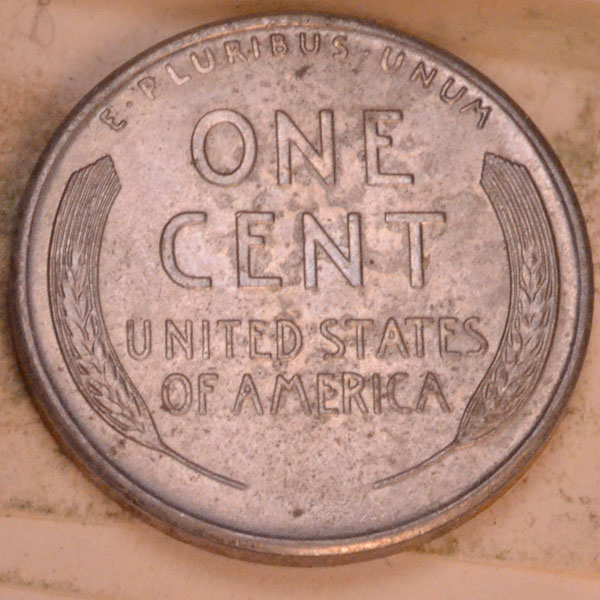 E·PLURIBUS·UNUM
ONE
CENT
UNITED STATES
OF AMERICA